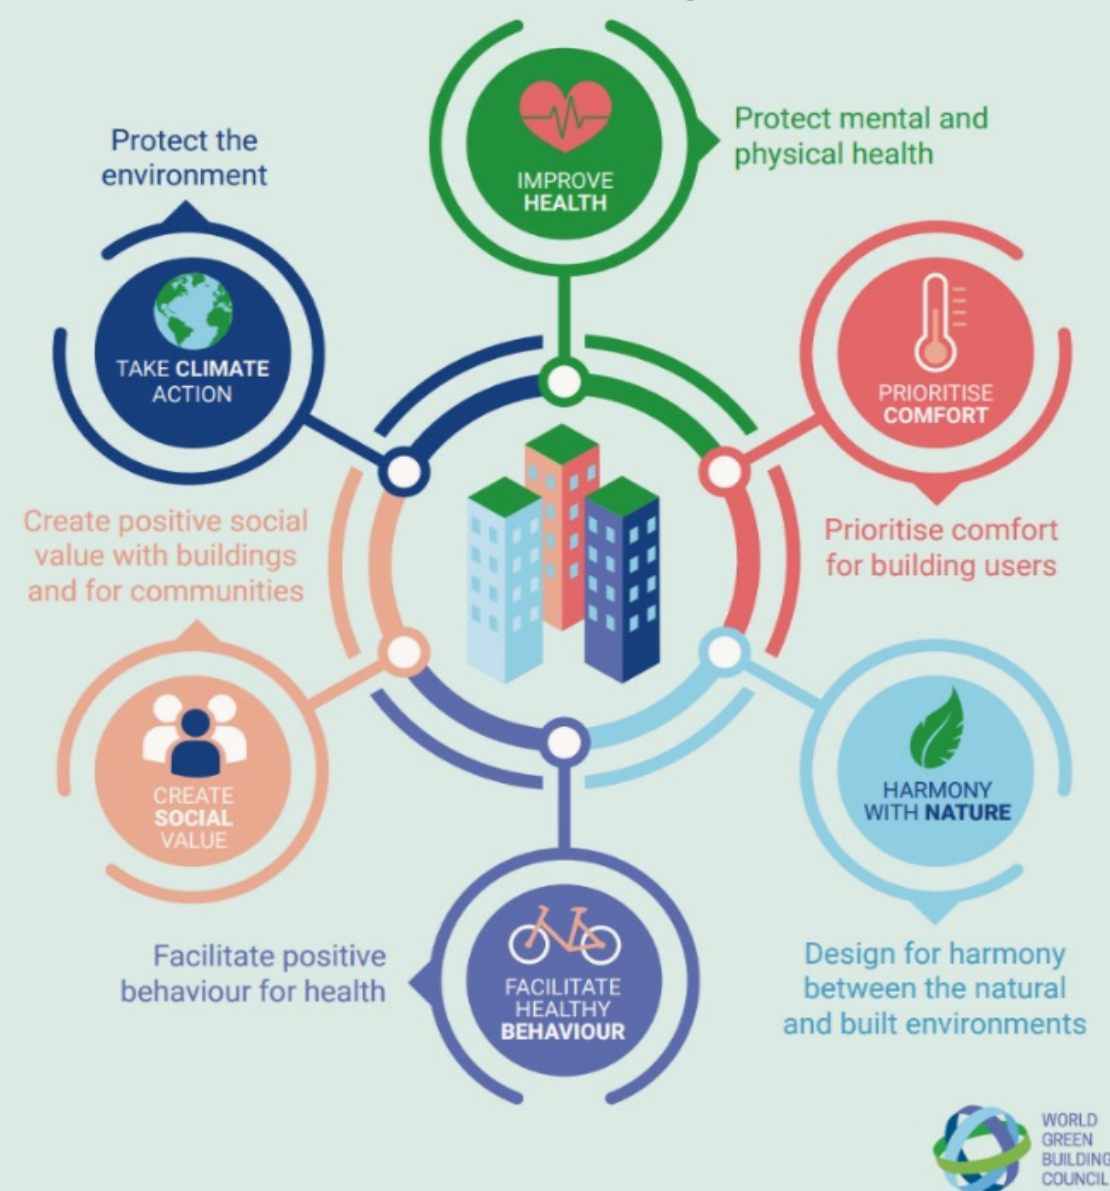 IMPROVE
HEALTH
Protect mental and
physical health
PRIORITISE
COMFORT
Prioritise comfort
for building users
HARMONY
WITH NATURE
Design for harmony
between the natural
and built environments
FACILITATE
HEALTHY
BEHAVIOUR
Facilitate positive
behaviour for health
CREATE
SOCIAL
VALUE
Create positive social
value with buildings
and for communities
TAKE CLIMATE
ACTION
Protect the
environment
WORLD
GREEN
BUILDING
COUNCIL